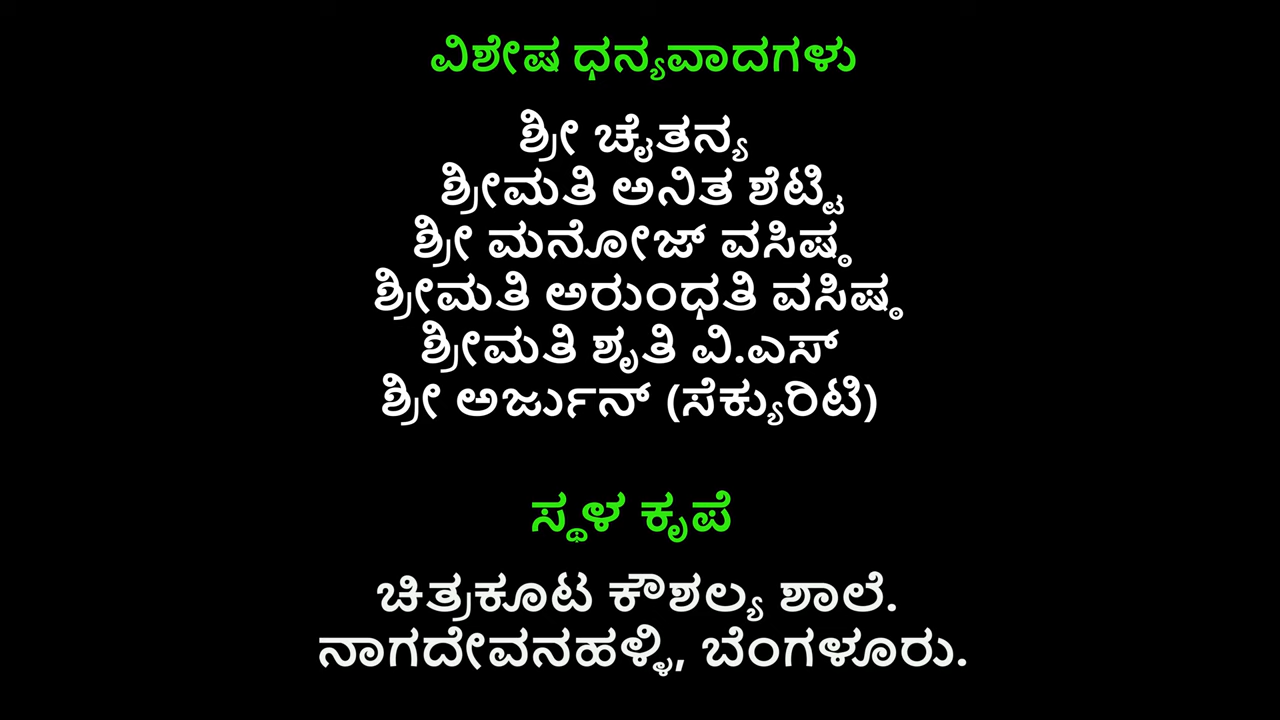 ವಿಶೇಷ ಧನ್ಯವಾದಗಳು
ಶ್ರೀ ಚೈತನ್ಯ
ಶ್ರೀಮತಿ ಅನಿತ ಶೆಟ್ಟಿ
ಶ್ರೀ ಮನೋಜ್ ವಸಿಷ್ಠ
ಶ್ರೀಮತಿ ಅರುಂಧತಿ ವಸಿಷ್ಠ
ಶ್ರೀಮತಿ ಶೃತಿ ವಿ.ಎಸ್
ಶ್ರೀ ಅರ್ಜುನ್ (ಸೆಕ್ಯುರಿಟಿ)
ಸ್ಥಳ ಕೃಪೆ
ಚಿತ್ರಕೂಟ ಕೌಶಲ್ಯ ಶಾಲೆ.
ನಾಗದೇವನಹಳ್ಳಿ, ಬೆಂಗಳೂರು.